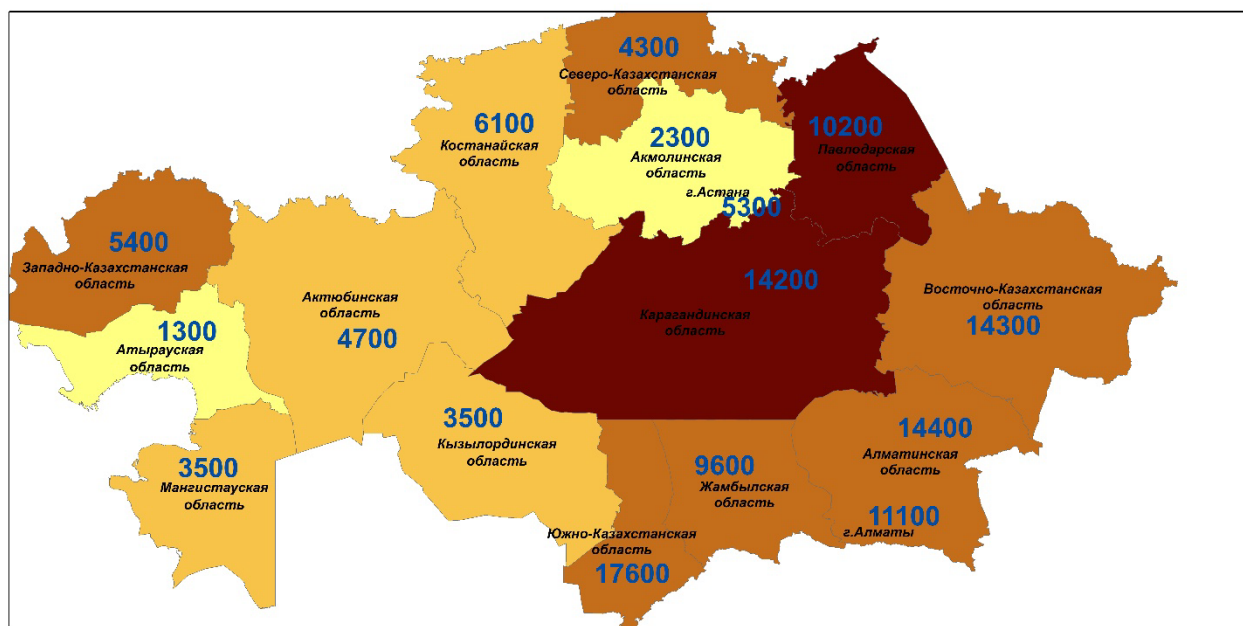 4300
Северо-Казахстанская
область
6100
Костанайская
область
2300
Акмолинская
область
г.Астана
5300
10200
Павлодарская
область
5400
Западно-Казахстанская
область
Актюбинская
область
4700
14200
Карагандинская
область
Восточно-Казахстанская
область
14300
1300
Атырауская
область
3500
Кызылординская
область
3500
Мангистауская
область
9600
Жамбылская
область
14400
Алматинская
область
11100
г.Алматы
Южно-Казахстанская
область
17600